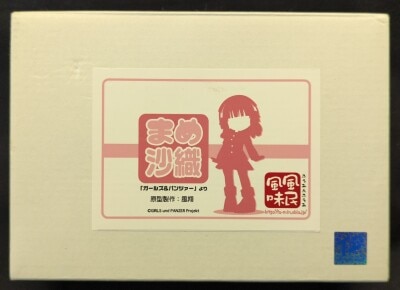 まめ
沙織
「ガールズ&パンツァー」より
原型製作：風翔
©GIRLS und PANZER Projekt
風民
風味